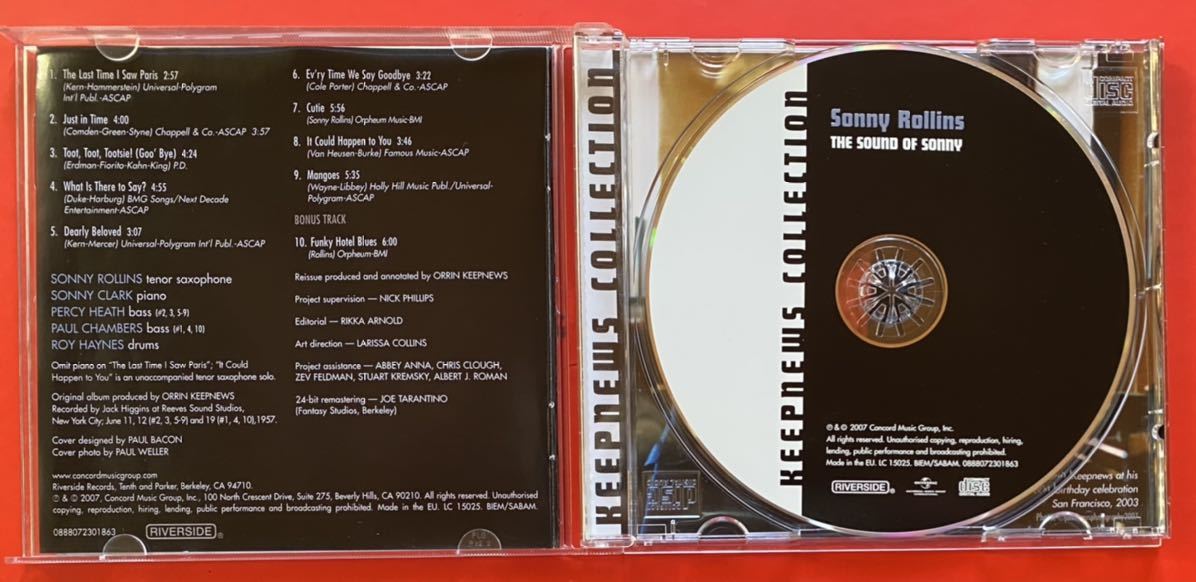 1. The Last Time I Saw Paris 2:57
(Kern-Hammerstein) Universal-Polygram
Int'l Publ.-ASCAP
2. Just in Time 4:00
(Comden-Green-Styne) Chappell & Co.-ASCAP 3:57
3. Toot, Toot, Tootsie! (Goo' Bye) 4:24
(Erdman-Fiorito-Kahn-King) P.D.
4. What Is There to Say? 4:55
(Duke-Harburg) BMG Songs/Next Decade
Entertainment-ASCAP
5. Dearly Beloved 3:07
(Kern-Mercer) Universal-Polygram Int'l Publ.-ASCAP
SONNY ROLLINS tenor saxophone
SONNY CLARK piano
PERCY HEATH bass (#2, 3, 5-9)
PAUL CHAMBERS bass (#1, 4, 10)
ROY HAYNES drums
Omit piano on "The Last Time I Saw Paris"; "It Could
Happen to You" is an unaccompanied tenor saxophone solo.
Original album produced by ORRIN KEEPNEWS
Recorded by Jack Higgins at Reeves Sound Studios,
New York City; June 11, 12 (#2, 3, 5-9) and 19 (#1, 4, 10),1957.
Cover designed by PAUL BACON
Cover photo by PAUL WELLER
6. Ev'ry Time We Say Goodbye 3:22
(Cole Porter) Chappell & Co.-ASCAP
7. Cutie 5:56
(Sonny Rollins) Orpheum Music-BMI
8. It Could Happen to You 3:46
(Van Heusen-Burke) Famous Music-ASCAP
9. Mangoes 5:35
(Wayne-Libbey) Holly Hill Music Publ./Universal-
Polygram-ASCAP
BONUS TRACK
10. Funky Hotel Blues 6:00
(Rollins) Orpheum-BMI
Reissue produced and annotated by ORRIN KEEPNEWS
Project supervision — NICK PHILLIPS
Editorial — RIKKA ARNOLD
Art direction — LARISSA COLLINS
Project assistance — ABBEY ANNA, CHRIS CLOUGH,
ZEV FELDMAN, STUART KREMSKY, ALBERT J. ROMAN
24-bit remastering — JOE TARANTINO
(Fantasy Studios, Berkeley)
www.concordmusicgroup.com
Riverside Records, Tenth and Parker, Berkeley, CA 94710.
℗ & © 2007, Concord Music Group, Inc., 100 North Crescent Drive, Suite 275, Beverly Hills, CA 90210. All rights reserved. Unauthorised
copying, reproduction, hiring, lending, public performance and broadcasting prohibited. Made in the EU. LC 15025. BIEM/SABAM.
0888072301863
RIVERSIDE®
KEEPNEWS COLLECTION
KEEPNEWS COLLECTION
Sonny Rollins
THE SOUND OF SONNY
℗ & © 2007 Concord Music Group, Inc.
All rights reserved. Unauthorised copying, reproduction, hiring,
lending, public performance and broadcasting prohibited.
Made in the EU. LC 15025. BIEM/SABAM. 0888072301863
RIVERSIDE®
UNIVERSAL
COMPACT
disc
DIGITAL AUDIO
COMPACT
disc
DIGITAL AUDIO
Keepnews at his
birthday celebration
San Francisco, 2003